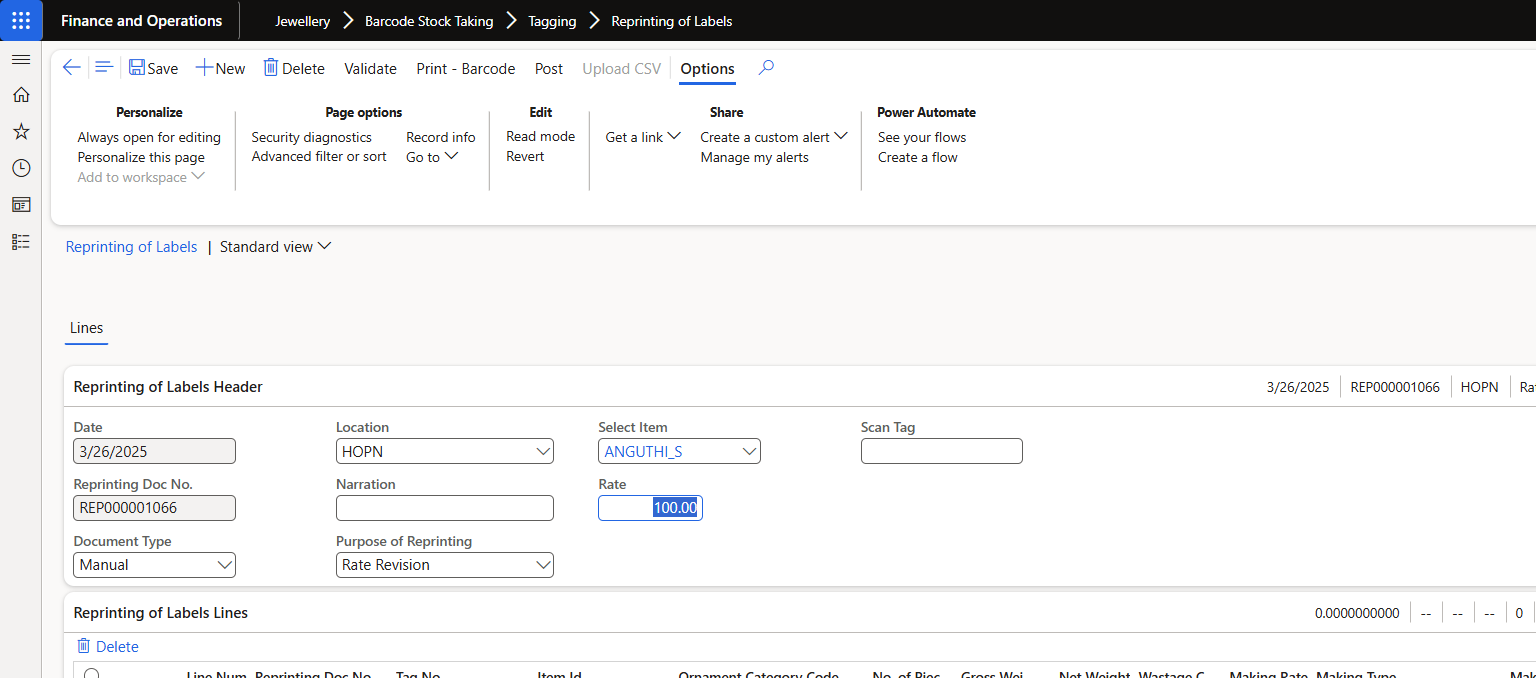 Finance and Operations Jewellery Barcode Stock Taking Tagging Reprinting of Labels
Save New Delete Validate Print - Barcode Post Upload CSV Options
Personalize Page options Edit Share Power Automate
Always open for editing Security diagnostics Record info Read mode Get a link Create a custom alert See your flows
Personalize this page Advanced filter or sort Go to Revert Manage my alerts Create a flow
Add to workspace
Reprinting of Labels | Standard view
Lines
Reprinting of Labels Header 3/26/2025 REP000001066 HOPN
Date Location Select Item Scan Tag
3/26/2025 HOPN ANGUTHI_S
Reprinting Doc No. Narration Rate
REP000001066 100.00
Document Type Purpose of Reprinting
Manual Rate Revision
Reprinting of Labels Lines 0.0000000000 -- -- -- 0
Delete
Line Num Reprinting Doc No Tag No Item Id Ornament Category Code No. of Piec Gross Wei Net Weight Wastage C Making Rate Making Type